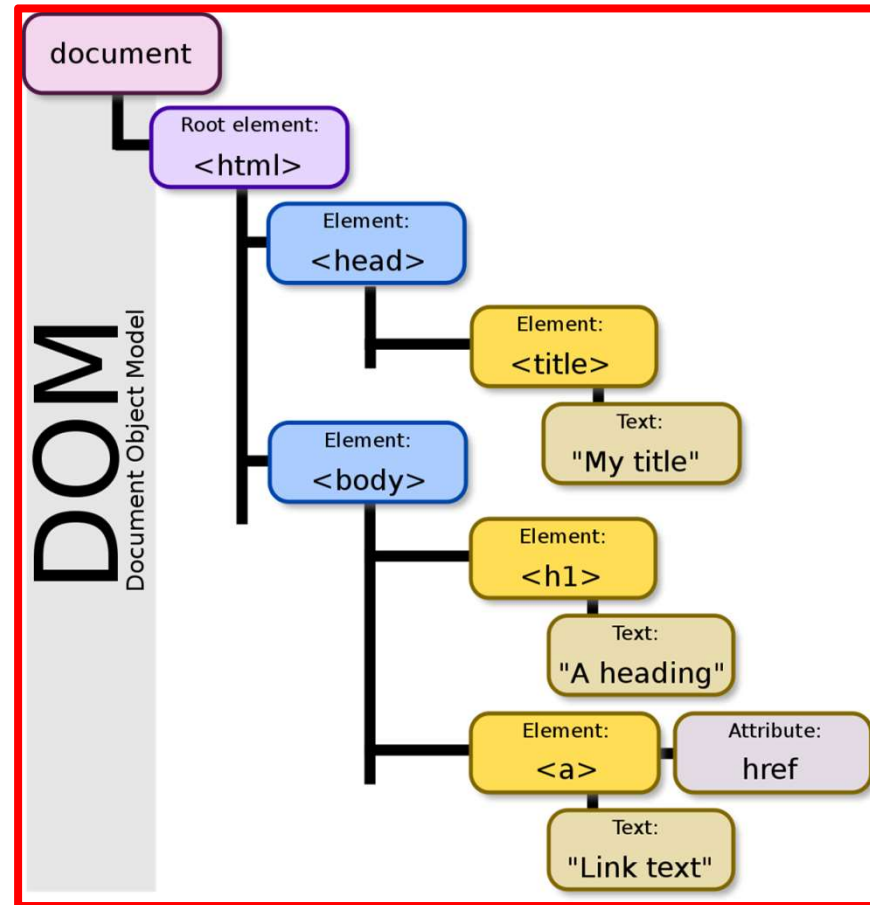 document
Root element:
<html>
Element:
<head>
Element:
<title>
Text:
"My title"
Element:
<body>
Element:
<h1>
Text:
"A heading"
Element:
<a>
Attribute:
href
Text:
"Link text"
DOM
Document Object Model